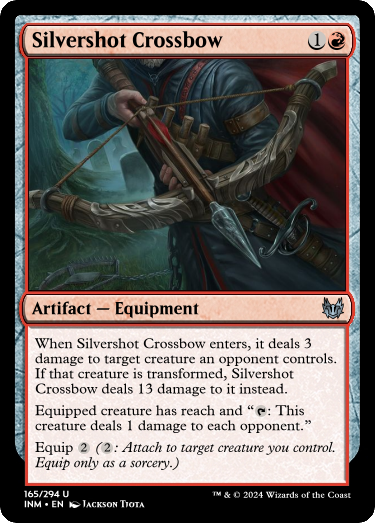 Silvershot Crossbow 1
Artifact — Equipment
When Silvershot Crossbow enters, it deals 3
damage to target creature an opponent controls.
If that creature is transformed, Silvershot
Crossbow deals 13 damage to it instead.
Equipped creature has reach and “: This
creature deals 1 damage to each opponent.”
Equip 2 (2: Attach to target creature you control.
Equip only as a sorcery.)
165/294 U
INM • EN JACKSON TJOTA
™ & © 2024 Wizards of the Coast